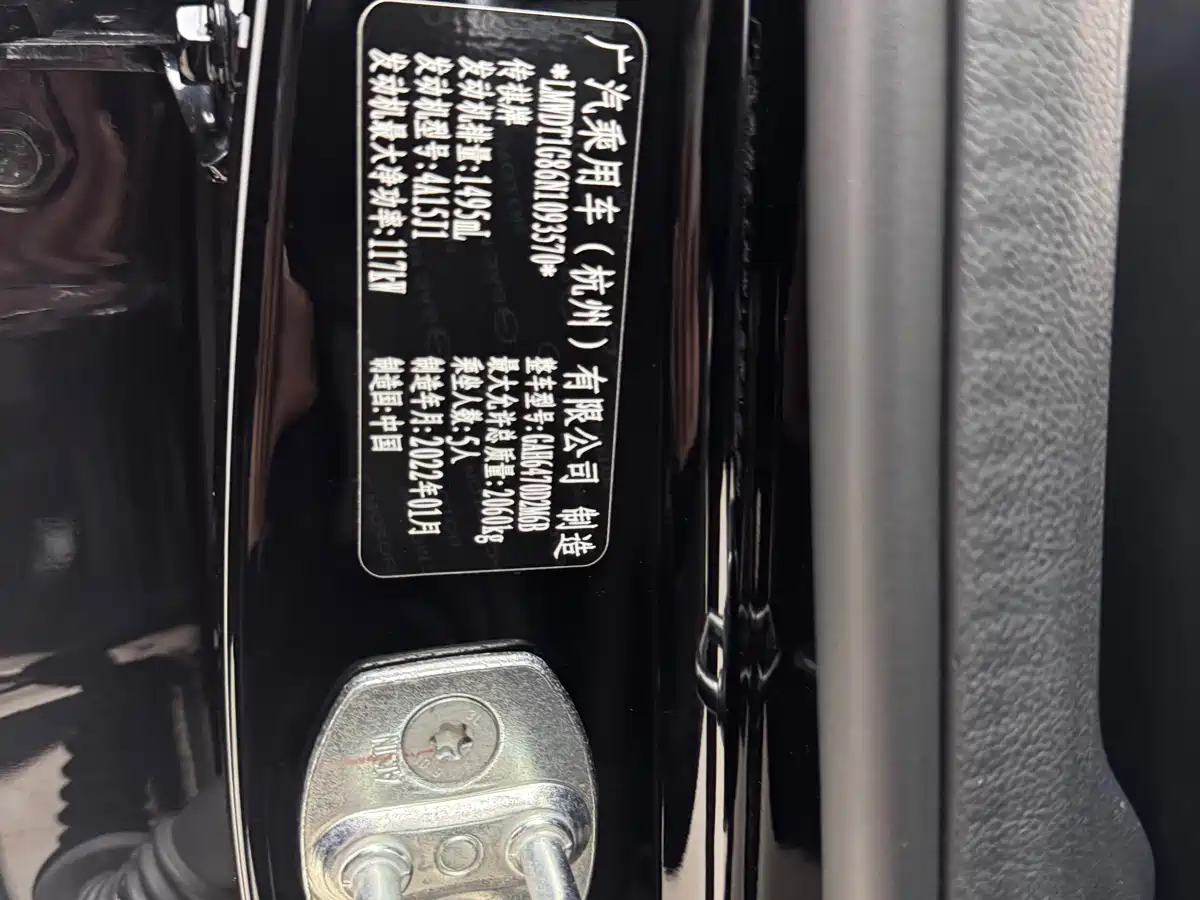 广汽乘用车（杭州）有限公司 制造
*LMWDT1G86N1093570* 整车型号:GAH6470D2M6B
传祺牌 最大允许总质量:2060kg
发动机排量:1495mL 乘坐人数:5人
发动机型号:4A15J1 制造年月:2022年01月
发动机最大净功率:117kW 制造国:中国